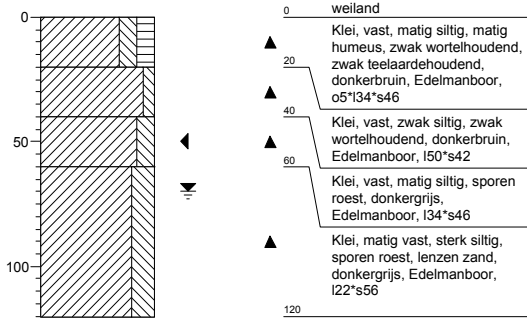 0
50
100
0
weiland
Klei, vast, matig siltig, matig
humeus, zwak wortelhoudend,
zwak teelaardehoudend,
donkerbruin, Edelmanboor,
o5*l34*s46
20
Klei, vast, zwak siltig, zwak
wortelhoudend, donkerbruin,
Edelmanboor, l50*s42
40
Klei, vast, matig siltig, sporen
roest, donkergrijs,
Edelmanboor, l34*s46
60
Klei, matig vast, sterk siltig,
sporen roest, lenzen zand,
donkergrijs, Edelmanboor,
l22*s56
120